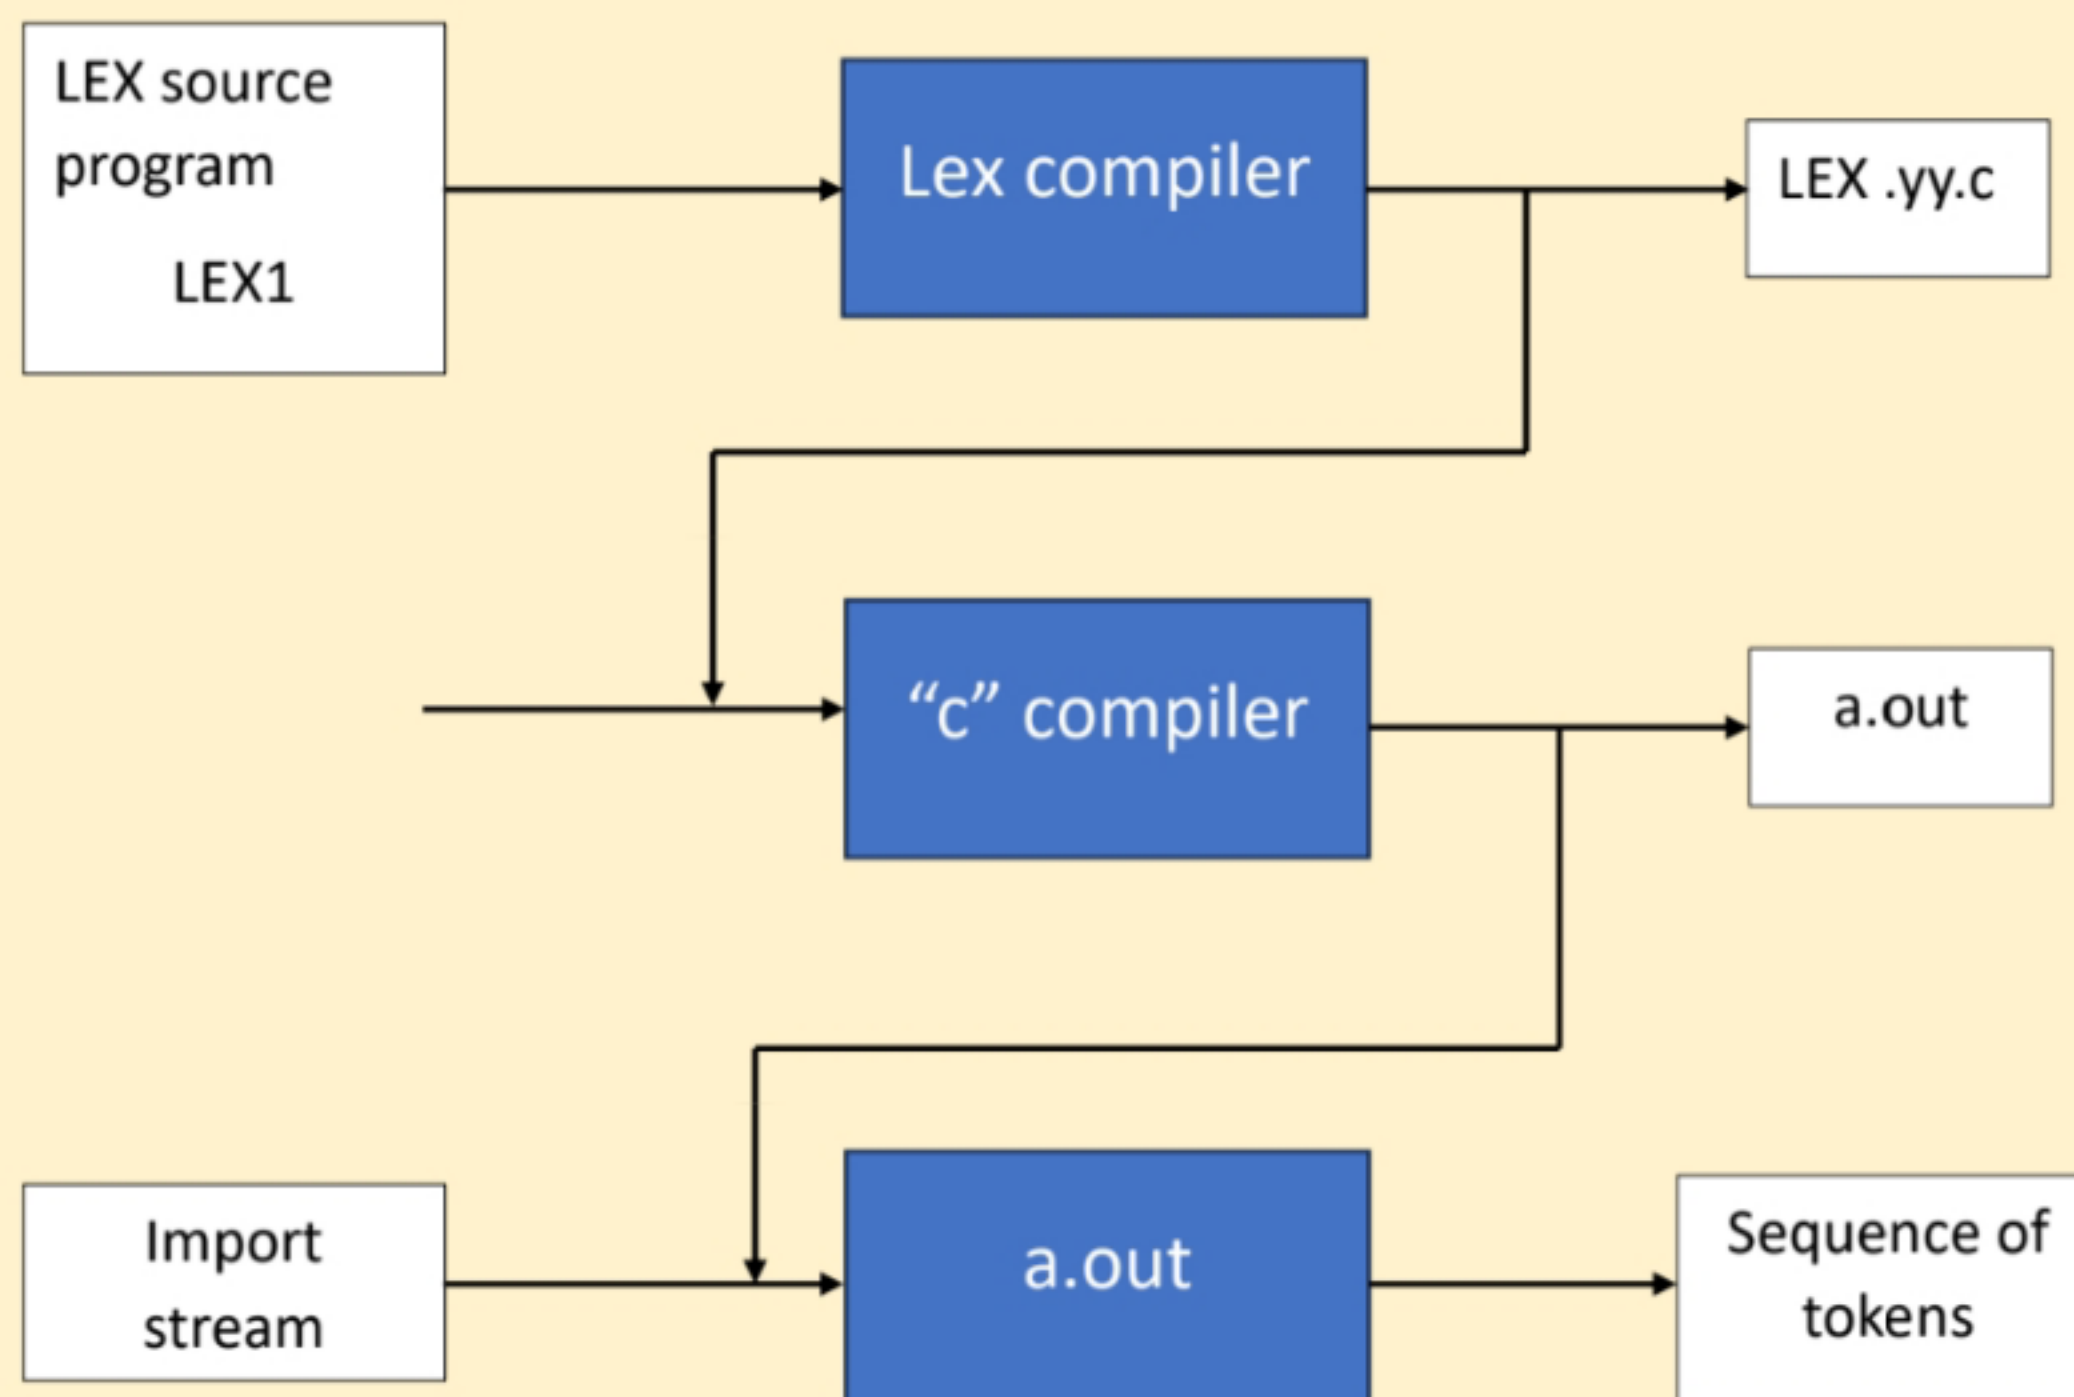 LEX source
program
LEX1
Lex compiler
LEX .yy.c
“c” compiler
a.out
Import
stream
a.out
Sequence of
tokens